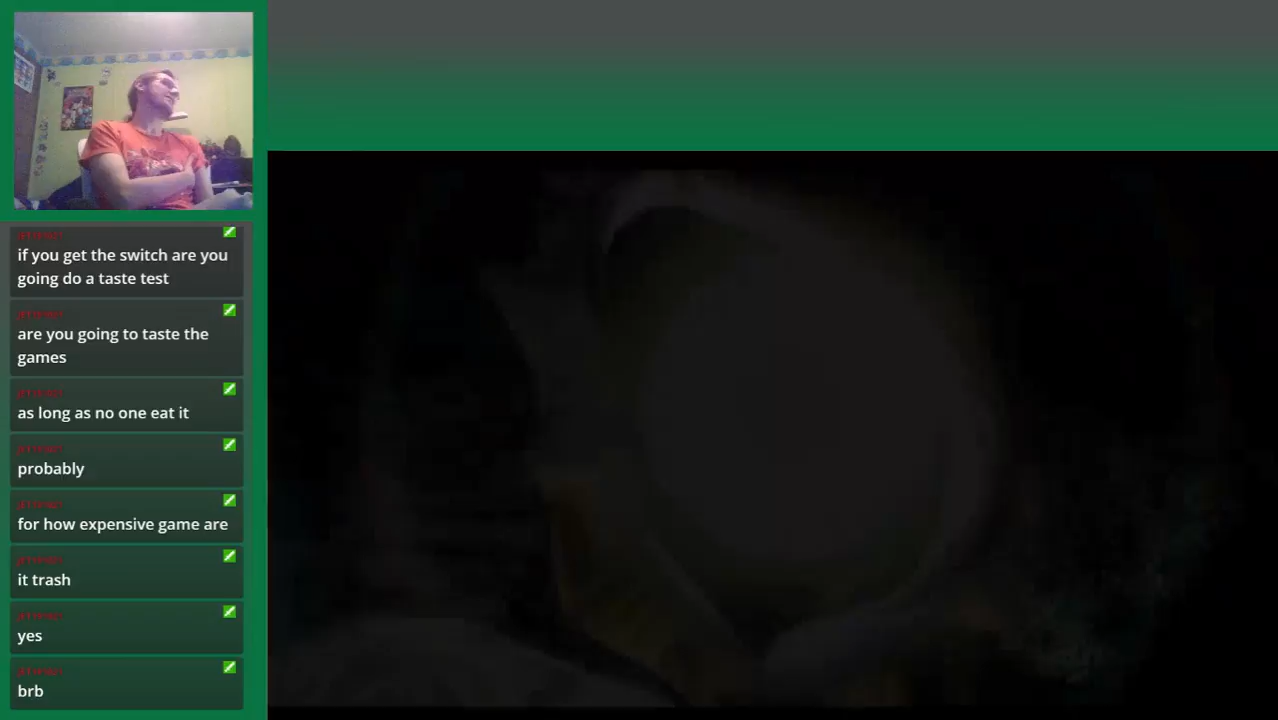 if you get the switch are you
going do a taste test
are you going to taste the
games
as long as no one eat it
probably
for how expensive game are
it trash
yes
brb